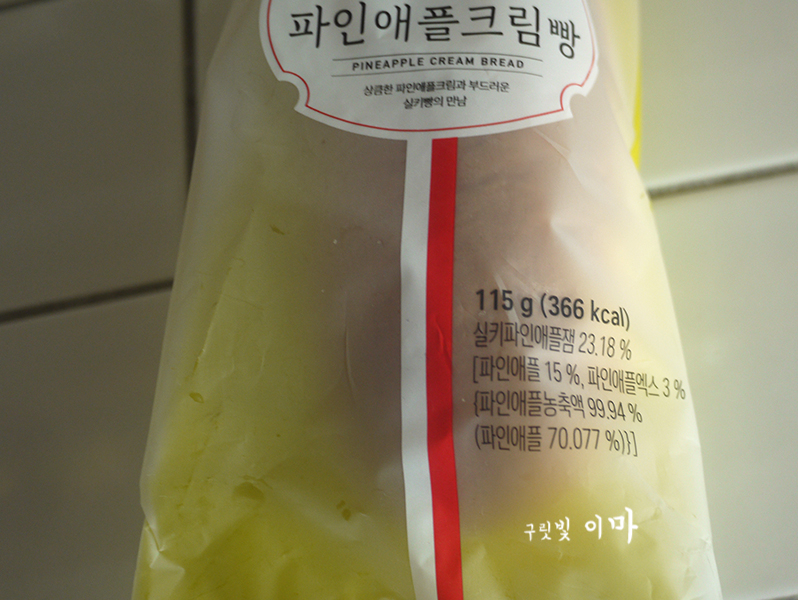 파인애플크림빵
PINEAPPLE CREAM BREAD
상큼한 파인애플크림과 부드러운
실키빵의 만남
115 g (366 kcal)
실키파인애플잼 23.18 %
[파인애플 15 %, 파인애플엑스 3 %
{파인애플농축액 99.94 %
(파인애플 70.077 %)}]
구릿빛 이마